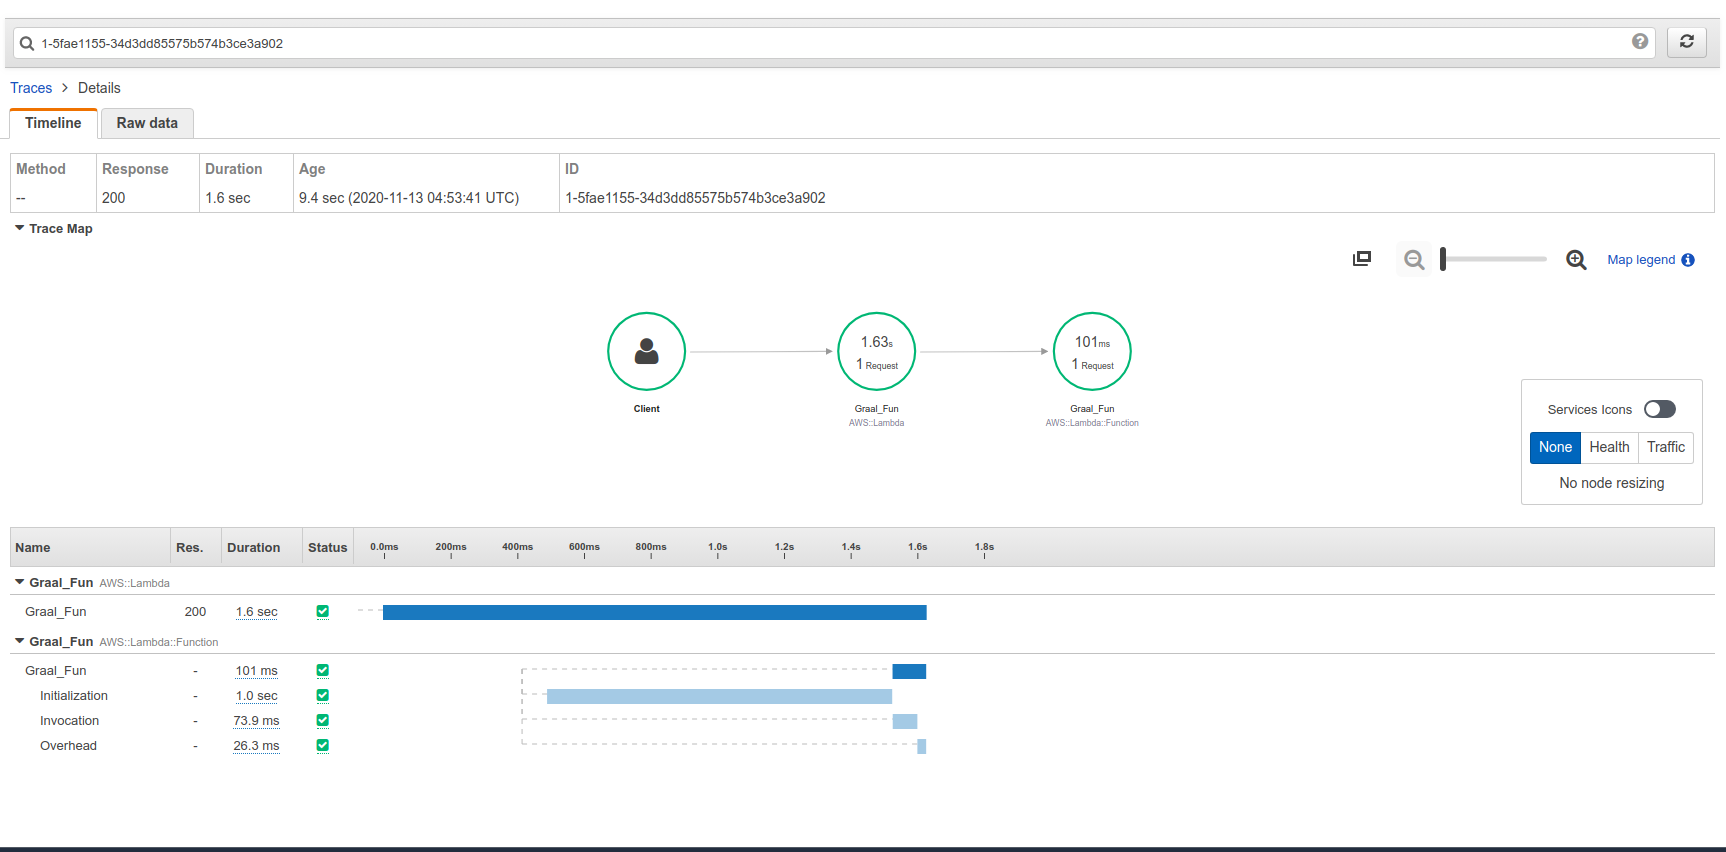 1-5fae1155-34d3dd85575b574b3ce3a902
Traces > Details
Timeline Raw data
Method Response Duration Age ID
-- 200 1.6 sec 9.4 sec (2020-11-13 04:53:41 UTC) 1-5fae1155-34d3dd85575b574b3ce3a902
Trace Map
Map legend
1.63s 101ms
1 Request 1 Request
Client Graal_Fun Graal_Fun
AWS::Lambda AWS::Lambda::Function
Services Icons
None Health Traffic
No node resizing
Name Res. Duration Status 0.0ms 200ms 400ms 600ms 800ms 1.0s 1.2s 1.4s 1.6s 1.8s
Graal_Fun AWS::Lambda
Graal_Fun 200 1.6 sec
Graal_Fun AWS::Lambda::Function
Graal_Fun - 101 ms
Initialization - 1.0 sec
Invocation - 73.9 ms
Overhead - 26.3 ms